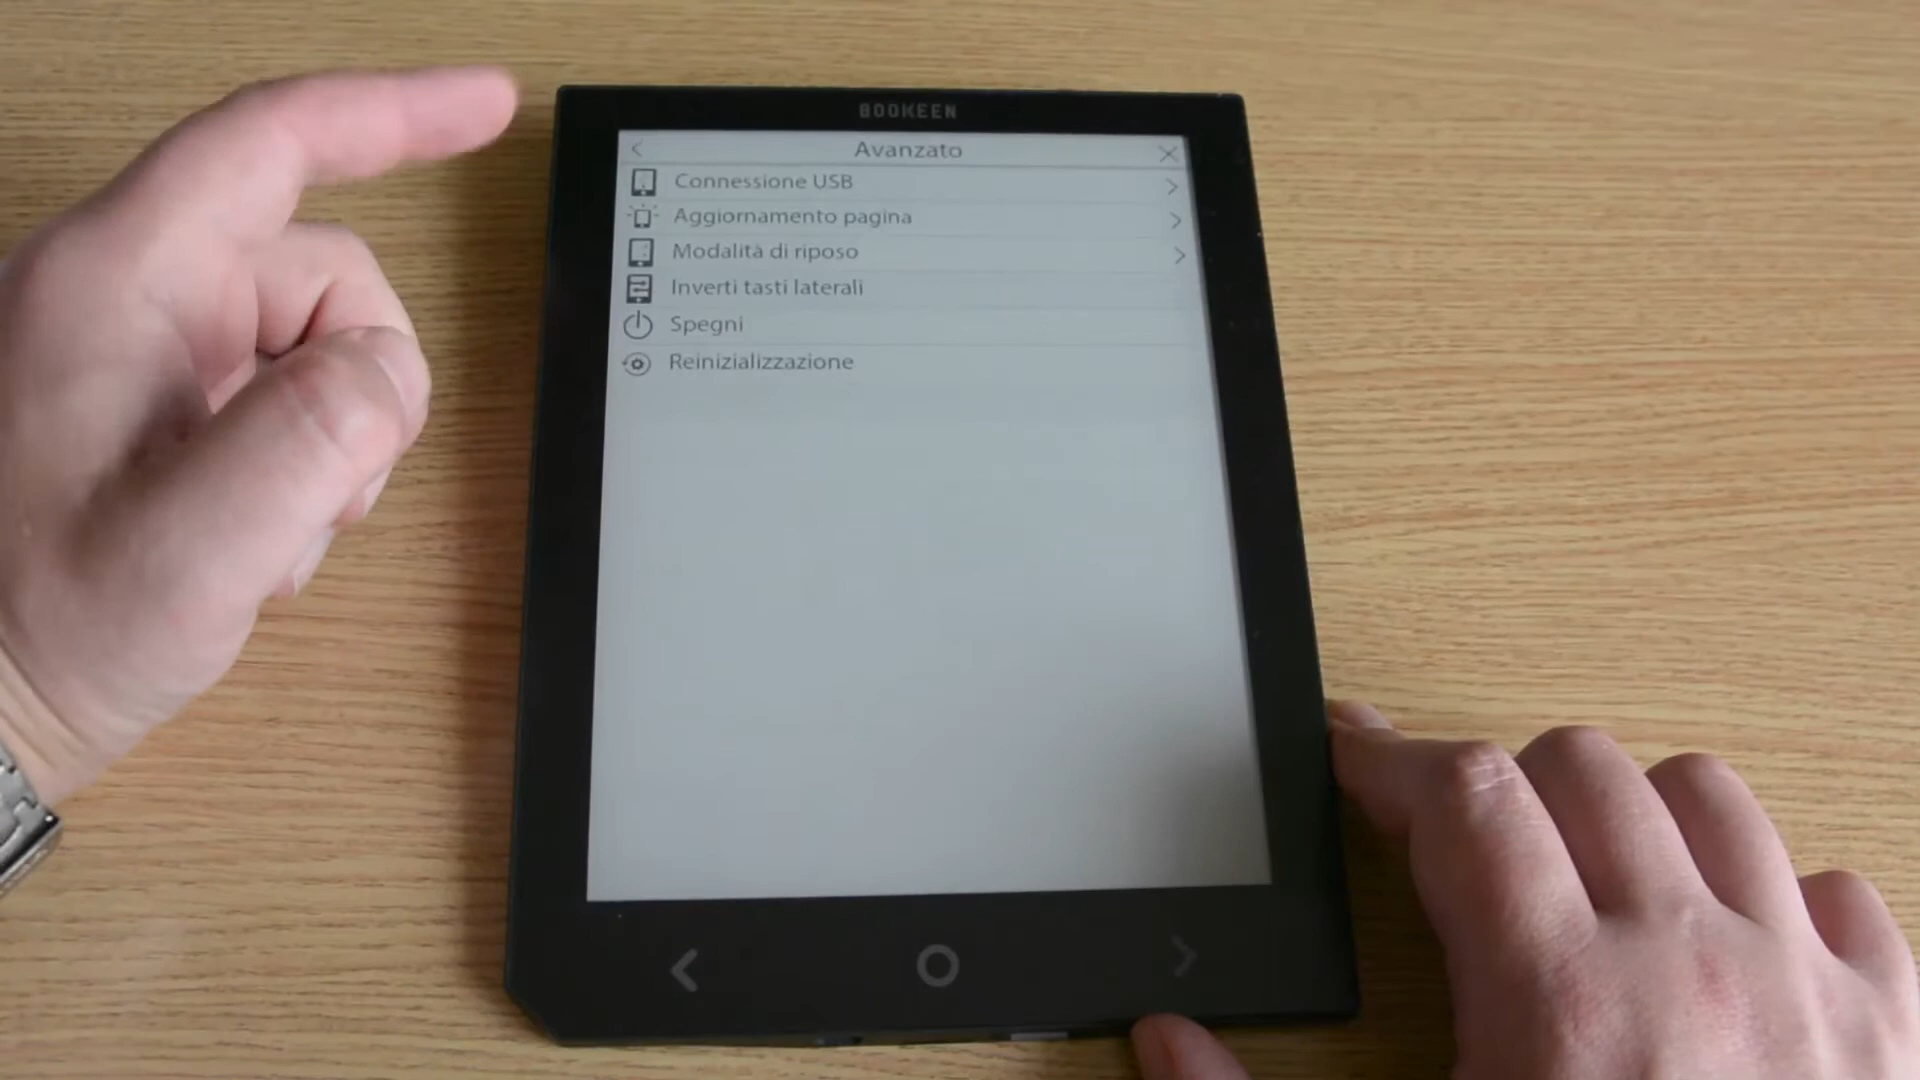 BOOKEEN
Avanzato
Connessione USB
Aggiornamento pagina
Modalità di riposo
Inverti tasti laterali
Spegni
Reinizializzazione